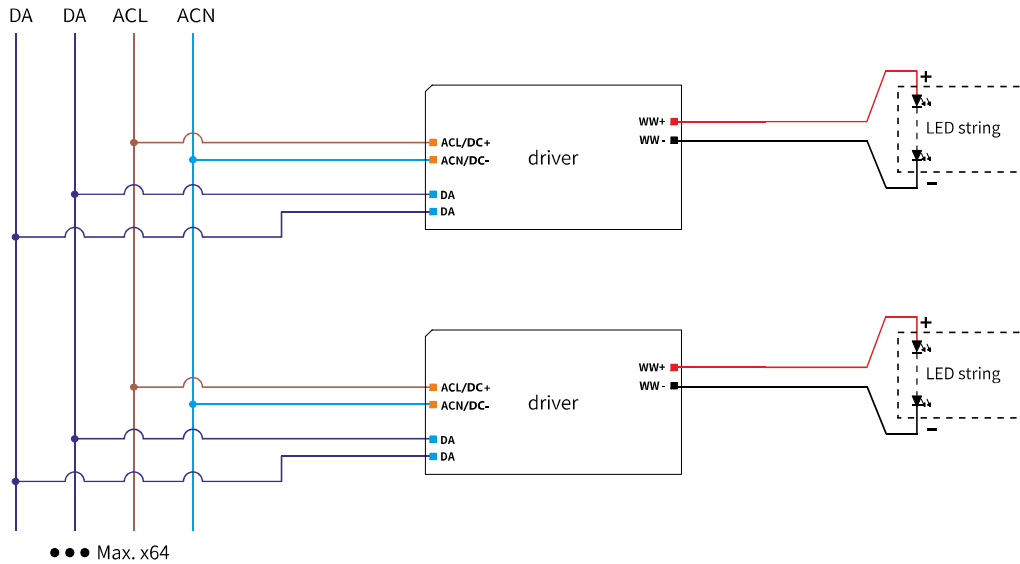 DA DA ACL ACN
ACL/DC+
ACN/DC-
DA
DA
driver
WW+
WW -
+
LED string
-
ACL/DC+
ACN/DC-
DA
DA
driver
WW+
WW -
+
LED string
-
●●● Max. x64